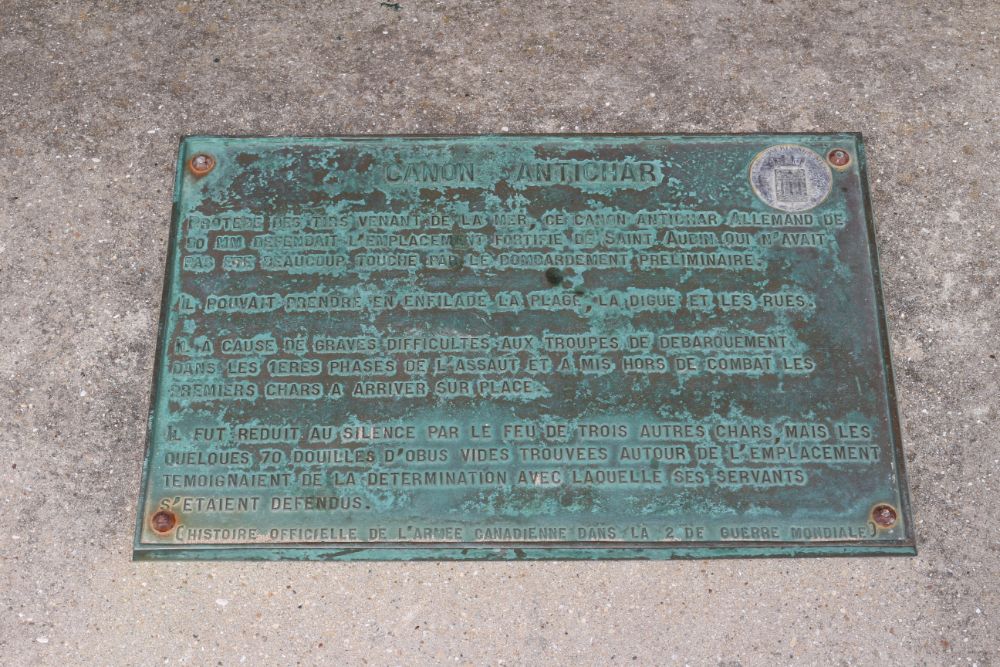 CANON ANTICHAR
PROTEGE DES TIRS VENANT DE LA MER, CE CANON ANTICHAR ALLEMAND DE
50 MM DEFENDAIT L'EMPLACEMENT FORTIFIE DE SAINT. AUBIN (QUI N'AVAIT
PAS ETE BEAUCOUP TOUCHE PAR LE BOMBARDEMENT PRELIMINAIRE.
IL POUVAIT PRENDRE EN ENFILADE LA PLAGE, LA DIGUE ET LES RUES.
IL A CAUSE DE GRAVES DIFFICULTES AUX TROUPES DE DEBARQUEMENT
DANS LES 1ERES PHASES DE L'ASSAUT ET A MIS HORS DE COMBAT LES
PREMIERS CHARS A ARRIVER SUR PLACE.
IL FUT REDUIT AU SILENCE PAR LE FEU DE TROIS AUTRES CHARS, MAIS LES
QUELQUES 70 DOUILLES D'OBUS VIDES TROUVEES AUTOUR DE L'EMPLACEMENT
TEMOIGNAIENT DE LA DETERMINATION AVEC LAQUELLE SES SERVANTS
S'ETAIENT DEFENDUS.
(HISTOIRE OFFICIELLE DE L'ARMÉE CANADIENNE DANS LA 2 DE GUERRE MONDIALE)